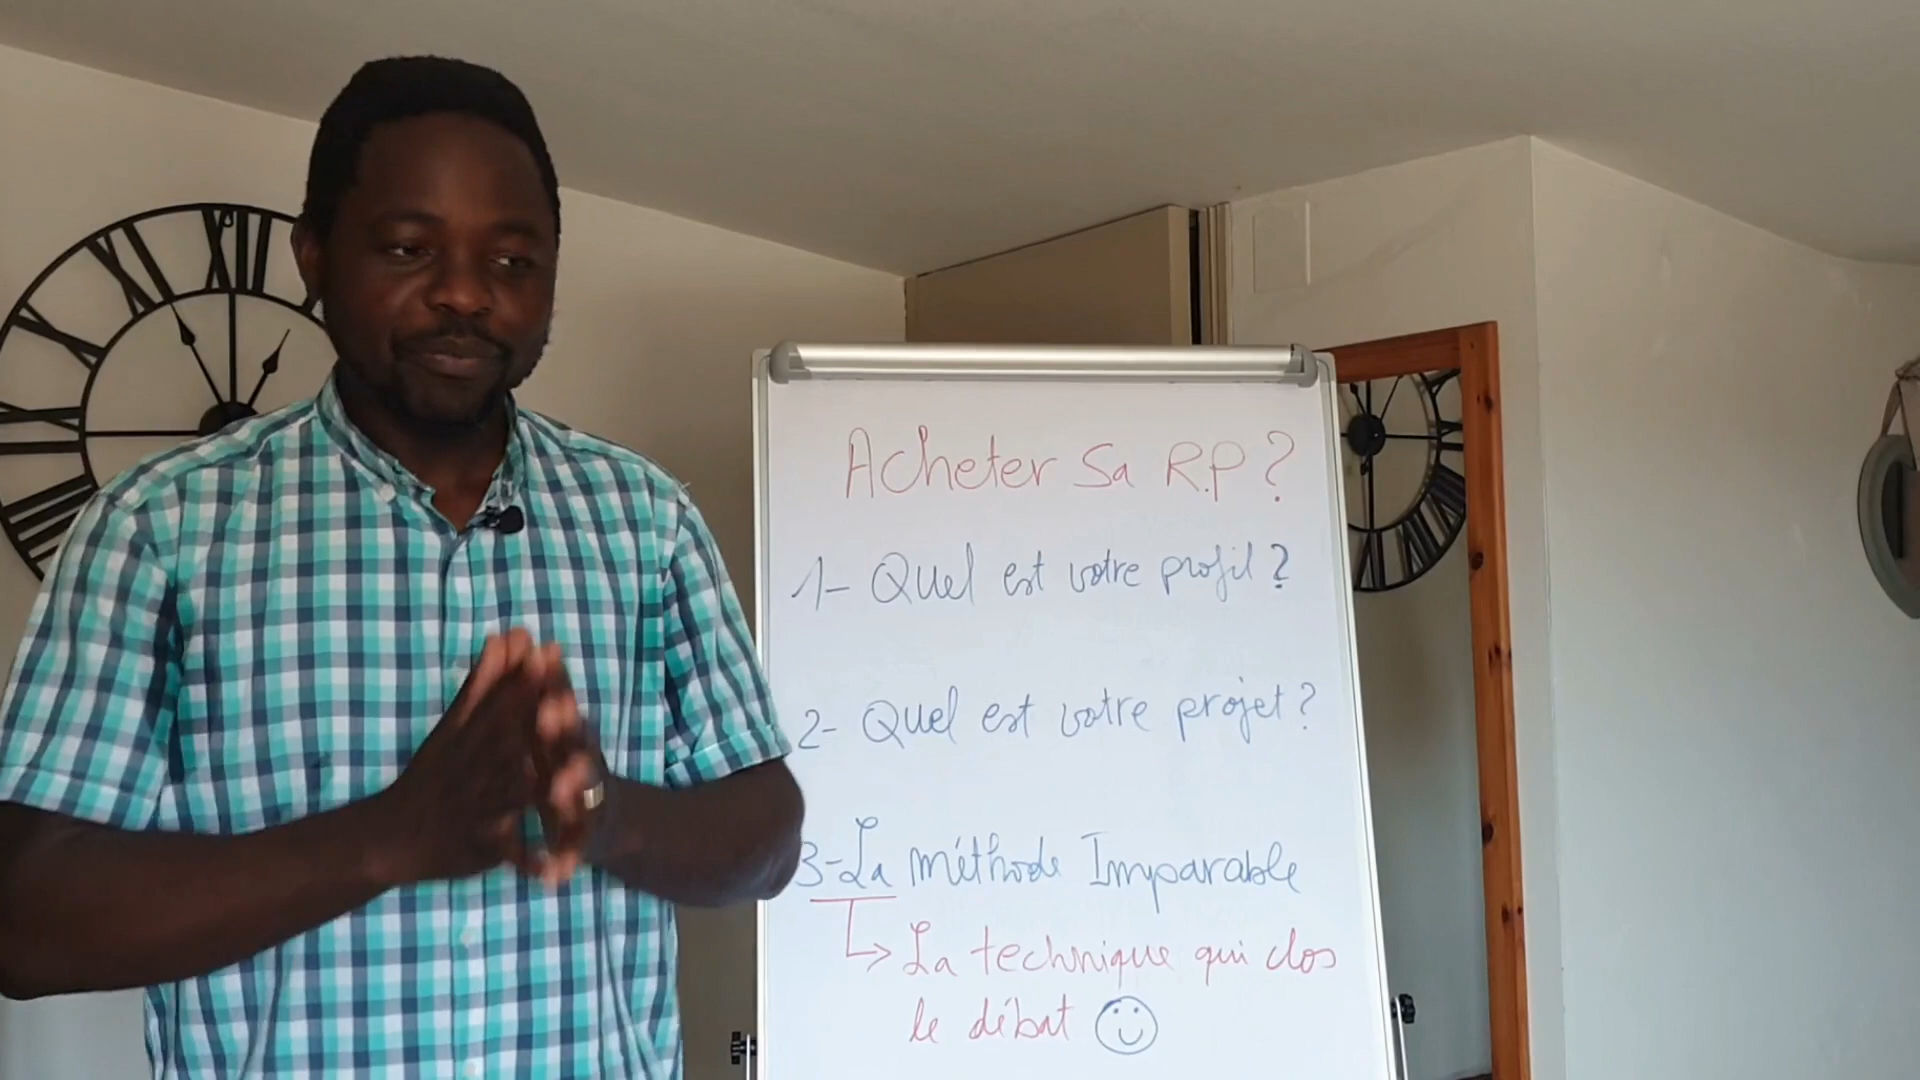 Acheter Sa R.P ?
1- Quel est votre profil ?
2- Quel est votre projet ?
3- La méthode Imparable
La technique qui clos
le débat